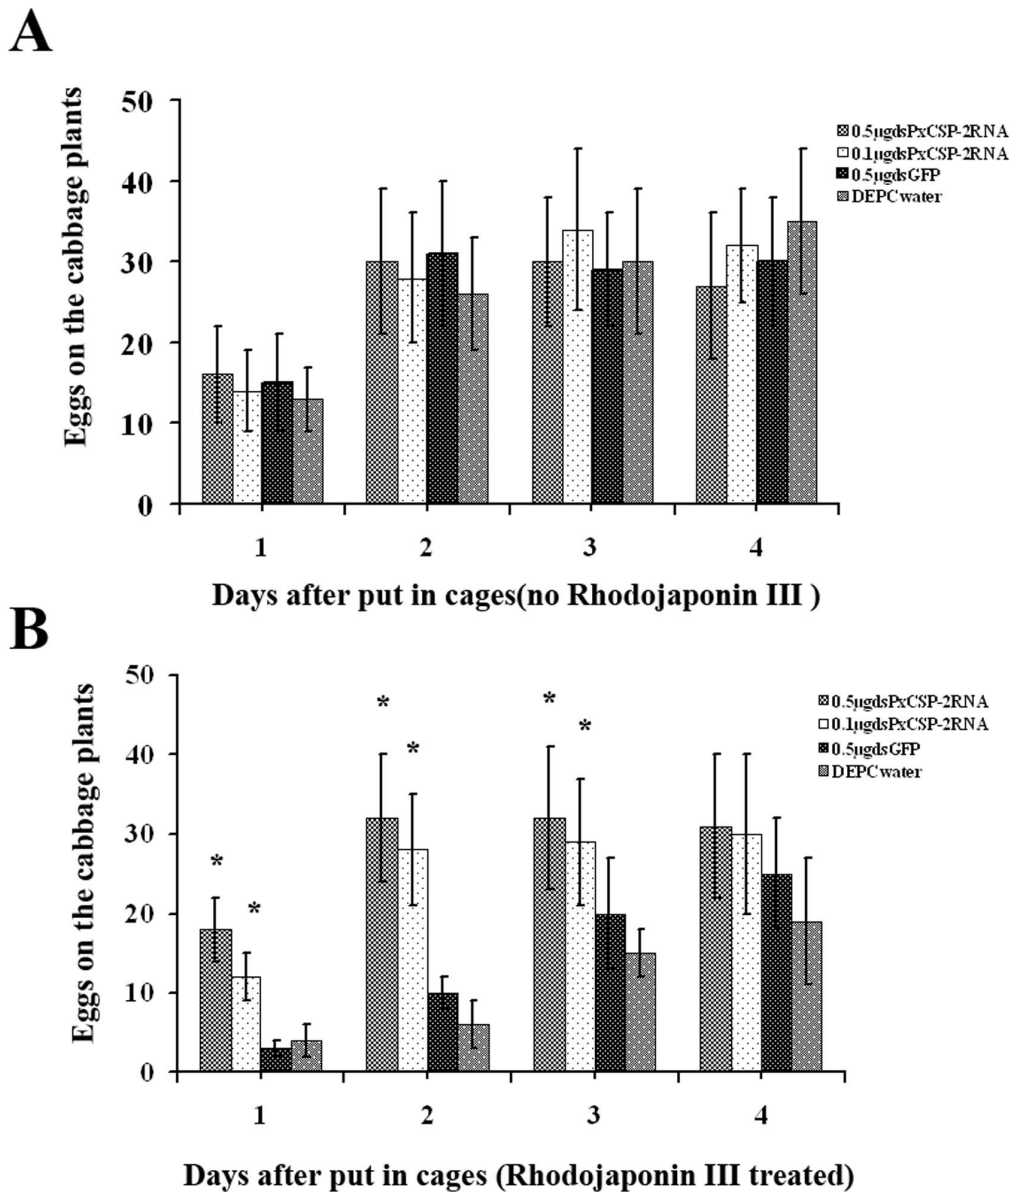 A
Eggs on the cabbage plants
50
40
30
20
10
0
0.5μgdsPxCSP-2RNA
0.1μgdsPxCSP-2RNA
0.5μgdsGFP
DEPCwater
1 2 3 4
Days after put in cages(no Rhodojaponin III )
B
Eggs on the cabbage plants
50
40
30
20
10
0
* * * * * *
0.5μgdsPxCSP-2RNA
0.1μgdsPxCSP-2RNA
0.5μgdsGFP
DEPCwater
1 2 3 4
Days after put in cages (Rhodojaponin III treated)